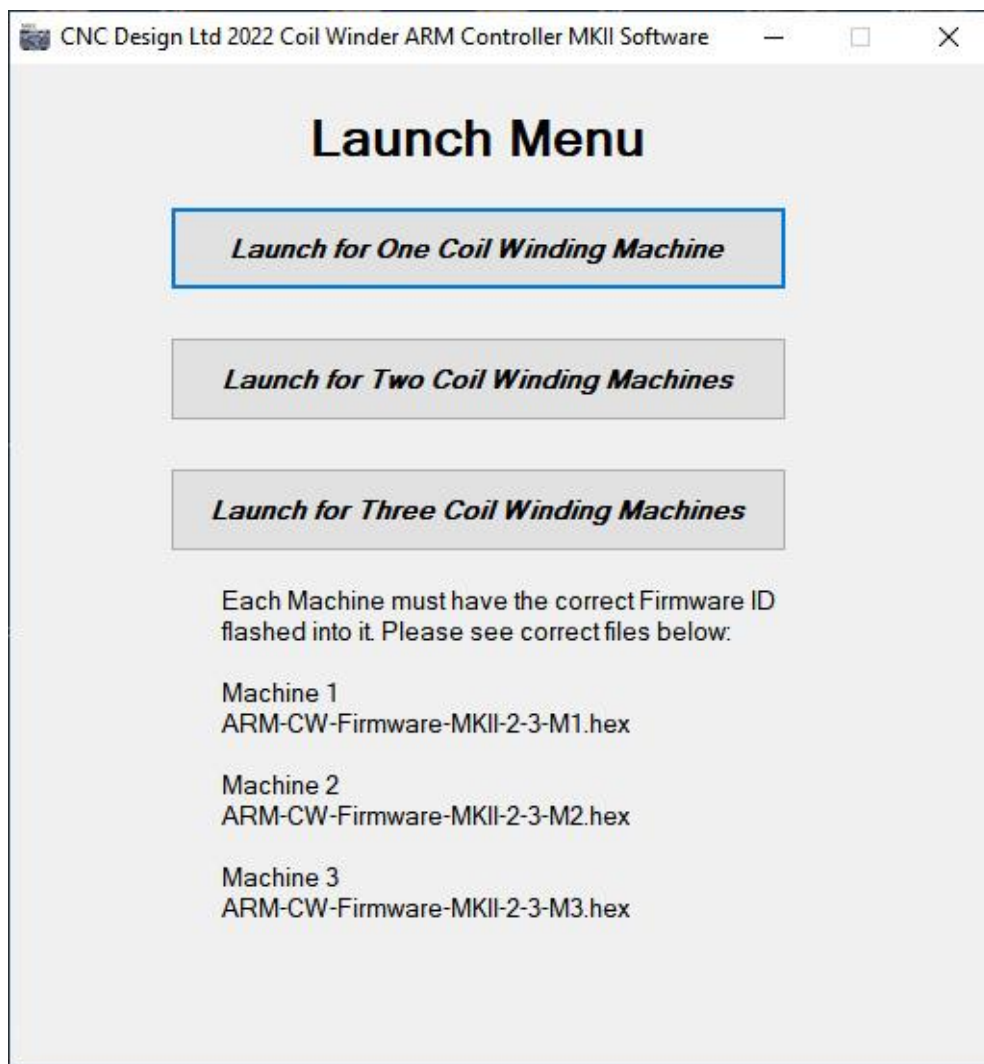 CNC Design Ltd 2022 Coil Winder ARM Controller MKII Software
Launch Menu
Launch for One Coil Winding Machine
Launch for Two Coil Winding Machines
Launch for Three Coil Winding Machines
Each Machine must have the correct Firmware ID
flashed into it. Please see correct files below:
Machine 1
ARM-CW-Firmware-MKII-2-3-M1.hex
Machine 2
ARM-CW-Firmware-MKII-2-3-M2.hex
Machine 3
ARM-CW-Firmware-MKII-2-3-M3.hex